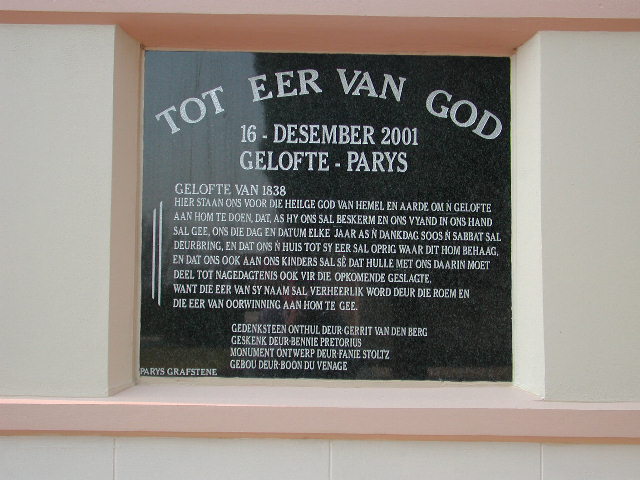 TOT EER VAN GOD
16 - DESEMBER 2001
GELOFTE - PARYS
GELOFTE VAN 1838
HIER STAAN ONS VOOR DIE HEILGE GOD VAN HEMEL EN AARDE OM Ń GELOFTE
AAN HOM TE DOEN, DAT, AS HY ONS SAL BESKERM EN ONS VYAND IN ONS HAND
SAL GEE, ONS DIE DAG EN DATUM ELKE JAAR AS Ń DANKDAG SOOS Ń SABBAT SAL
DEURBRING, EN DAT ONS Ń HUIS TOT SY EER SAL OPRIG WAAR DIT HOM BEHAAG,
EN DAT ONS OOK AAN ONS KINDERS SAL SÊ DAT HULLE MET ONS DAARIN MOET
DEEL TOT NAGEDAGTENIS OOK VIR DIE OPKOMENDE GESLAGTE.
WANT DIE EER VAN SY NAAM SAL VERHEERLIK WORD DEUR DIE ROEM EN
DIE EER VAN OORWINNING AAN HOM TE GEE.
GEDENKSTEEN ONTHUL DEUR-GERRIT VAN DEN BERG
GESKENK DEUR-BENNIE PRETORIUS
MONUMENT ONTWERP DEUR-FANIE STOLTZ
GEBOU DEUR-BOON DU VENAGE
PARYS GRAFSTENE